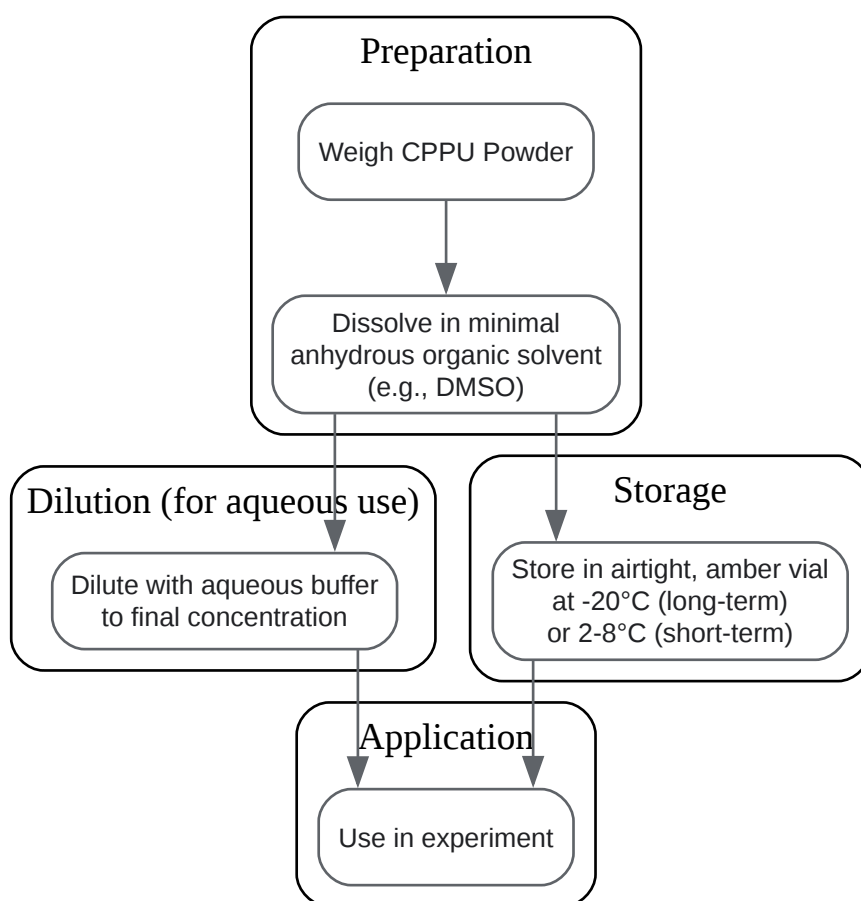 Preparation
Weigh CPPU Powder
Dissolve in minimal
anhydrous organic solvent
(e.g., DMSO)
Dilution (for aqueous use)
Dilute with aqueous buffer
to final concentration
Storage
Store in airtight, amber vial
at -20°C (long-term)
or 2-8°C (short-term)
Application
Use in experiment